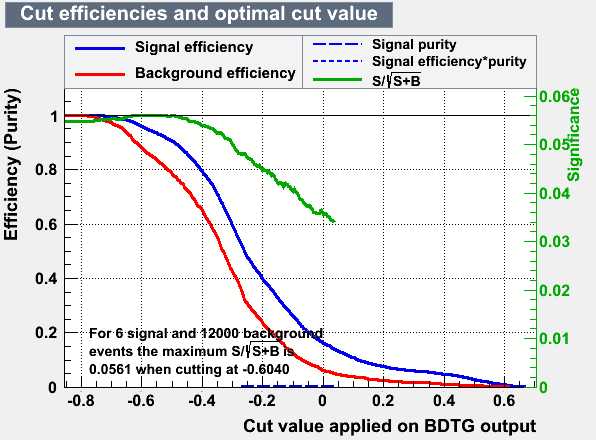 Cut efficiencies and optimal cut value
Signal efficiency
Background efficiency
Signal purity
Signal efficiency*purity
S/√S+B
Efficiency (Purity)
1
0.8
0.6
0.4
0.2
0
0.06
0.05
0.04
0.03
0.02
0.01
0
Significance
For 6 signal and 12000 background
events the maximum S/√S+B is
0.0561 when cutting at -0.6040
-0.8 -0.6 -0.4 -0.2 0 0.2 0.4 0.6
Cut value applied on BDTG output